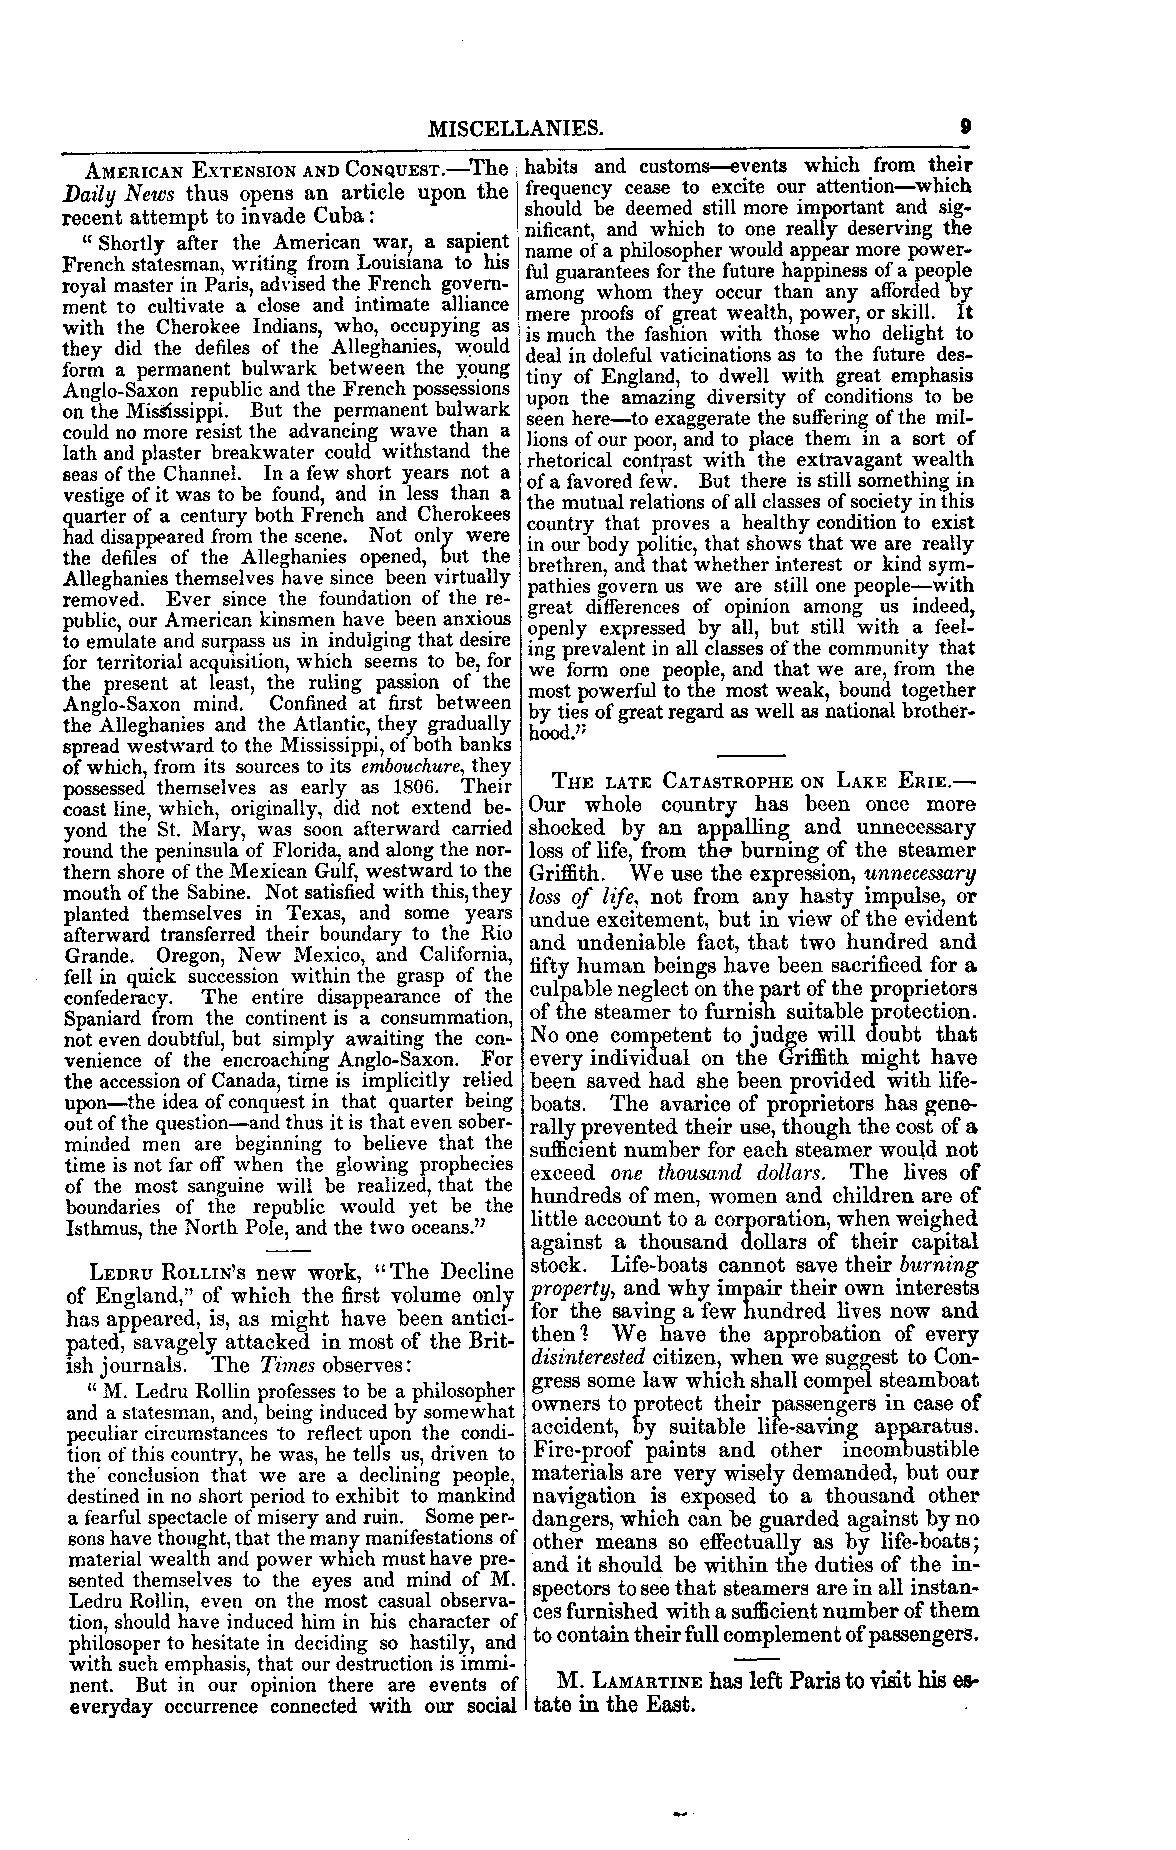 MISCELLANIES. 9
AMERICAN EXTENSION AND CONQUEST.—The
Daily News thus opens an article upon the
recent attempt to invade Cuba:
“Shortly after the American war, a sapient
French statesman, writing from Louisiana to his
royal master in Paris, advised the French govern-
ment to cultivate a close and intimate alliance
with the Cherokee Indians, who, occupying as
they did the defiles of the Alleghanies, would
form a permanent bulwark between the young
Anglo-Saxon republic and the French possessions
on the Mississippi. But the permanent bulwark
could no more resist the advancing wave than a
lath and plaster breakwater could withstand the
seas of the Channel. In a few short years not a
vestige of it was to be found, and in less than a
quarter of a century both French and Cherokees
had disappeared from the scene. Not only were
the defiles of the Alleghanies opened, but the
Alleghanies themselves have since been virtually
removed. Ever since the foundation of the re-
public, our American kinsmen have been anxious
to emulate and surpass us in indulging that desire
for territorial acquisition, which seems to be, for
the present at least, the ruling passion of the
Anglo-Saxon mind. Confined at first between
the Alleghanies and the Atlantic, they gradually
spread westward to the Mississippi, of both banks
of which, from its sources to its embouchure, they
possessed themselves as early as 1806. Their
coast line, which, originally, did not extend be-
yond the St. Mary, was soon afterward carried
round the peninsula of Florida, and along the nor-
thern shore of the Mexican Gulf, westward to the
mouth of the Sabine. Not satisfied with this, they
planted themselves in Texas, and some years
afterward transferred their boundary to the Rio
Grande. Oregon, New Mexico, and California,
fell in quick succession within the grasp of the
confederacy. The entire disappearance of the
Spaniard from the continent is a consummation,
not even doubtful, but simply awaiting the con-
venience of the encroaching Anglo-Saxon. For
the accession of Canada, time is implicitly relied
upon—the idea of conquest in that quarter being
out of the question—and thus it is that even sober-
minded men are beginning to believe that the
time is not far off when the glowing prophecies
of the most sanguine will be realized, that the
boundaries of the republic would yet be the
Isthmus, the North Pole, and the two oceans.”
LEDRU ROLLIN'S new work, “The Decline
of England,” of which the first volume only
has appeared, is, as might have been antici-
pated, savagely attacked in most of the Brit-
ish journals. The Times observes:
“M. Ledru Rollin professes to be a philosopher
and a statesman, and, being induced by somewhat
peculiar circumstances to reflect upon the condi-
tion of this country, he was, he tells us, driven to
the conclusion that we are a declining people,
destined in no short period to exhibit to mankind
a fearful spectacle of misery and ruin. Some per-
sons have thought, that the many manifestations of
material wealth and power which must have pre-
sented themselves to the eyes and mind of M.
Ledru Rollin, even on the most casual observa-
tion, should have induced him in his character of
philosoper to hesitate in deciding so hastily, and
with such emphasis, that our destruction is immi-
nent. But in our opinion there are events of
everyday occurrence connected with our social
habits and customs—events which from their
frequency cease to excite our attention—which
should be deemed still more important and sig-
nificant, and which to one really deserving the
name of a philosopher would appear more power-
ful guarantees for the future happiness of a people
among whom they occur than any afforded by
mere proofs of great wealth, power, or skill. It
is much the fashion with those who delight to
deal in doleful vaticinations as to the future des-
tiny of England, to dwell with great emphasis
upon the amazing diversity of conditions to be
seen here—to exaggerate the suffering of the mil-
lions of our poor, and to place them in a sort of
rhetorical contrast with the extravagant wealth
of a favored few. But there is still something in
the mutual relations of all classes of society in this
country that proves a healthy condition to exist
in our body politic, that shows that we are really
brethren, and that whether interest or kind sym-
pathies govern us we are still one people—with
great differences of opinion among us indeed,
openly expressed by all, but still with a feel-
ing prevalent in all classes of the community that
we form one people, and that we are, from the
most powerful to the most weak, bound together
by ties of great regard as well as national brother-
hood.”
THE LATE CATASTROPHE ON LAKE ERIE.—
Our whole country has been once more
shocked by an appalling and unnecessary
loss of life, from the burning of the steamer
Griffith. We use the expression, unnecessary
loss of life, not from any hasty impulse, or
undue excitement, but in view of the evident
and undeniable fact, that two hundred and
fifty human beings have been sacrificed for a
culpable neglect on the part of the proprietors
of the steamer to furnish suitable protection.
No one competent to judge will doubt that
every individual on the Griffith might have
been saved had she been provided with life-
boats. The avarice of proprietors has gene-
rally prevented their use, though the cost of a
sufficient number for each steamer would not
exceed one thousand dollars. The lives of
hundreds of men, women and children are of
little account to a corporation, when weighed
against a thousand dollars of their capital
stock. Life-boats cannot save their burning
property, and why impair their own interests
for the saving a few hundred lives now and
then? We have the approbation of every
disinterested citizen, when we suggest to Con-
gress some law which shall compel steamboat
owners to protect their passengers in case of
accident, by suitable life-saving apparatus.
Fire-proof paints and other incombustible
materials are very wisely demanded, but our
navigation is exposed to a thousand other
dangers, which can be guarded against by no
other means so effectually as by life-boats;
and it should be within the duties of the in-
spectors to see that steamers are in all instan-
ces furnished with a sufficient number of them
to contain their full complement of passengers.
M. LAMARTINE has left Paris to visit his es-
tate in the East.